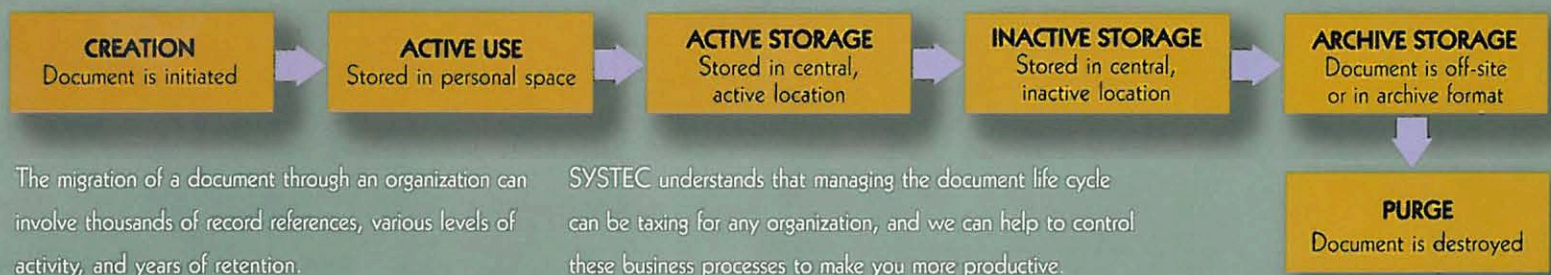 CREATION
Document is initiated
ACTIVE USE
Stored in personal space
ACTIVE STORAGE
Stored in central,
active location
INACTIVE STORAGE
Stored in central,
inactive location
ARCHIVE STORAGE
Document is off-site
or in archive format
PURGE
Document is destroyed
The migration of a document through an organization can
involve thousands of record references, various levels of
activity, and years of retention.
SYSTEC understands that managing the document life cycle
can be taxing for any organization, and we can help to control
these business processes to make you more productive.